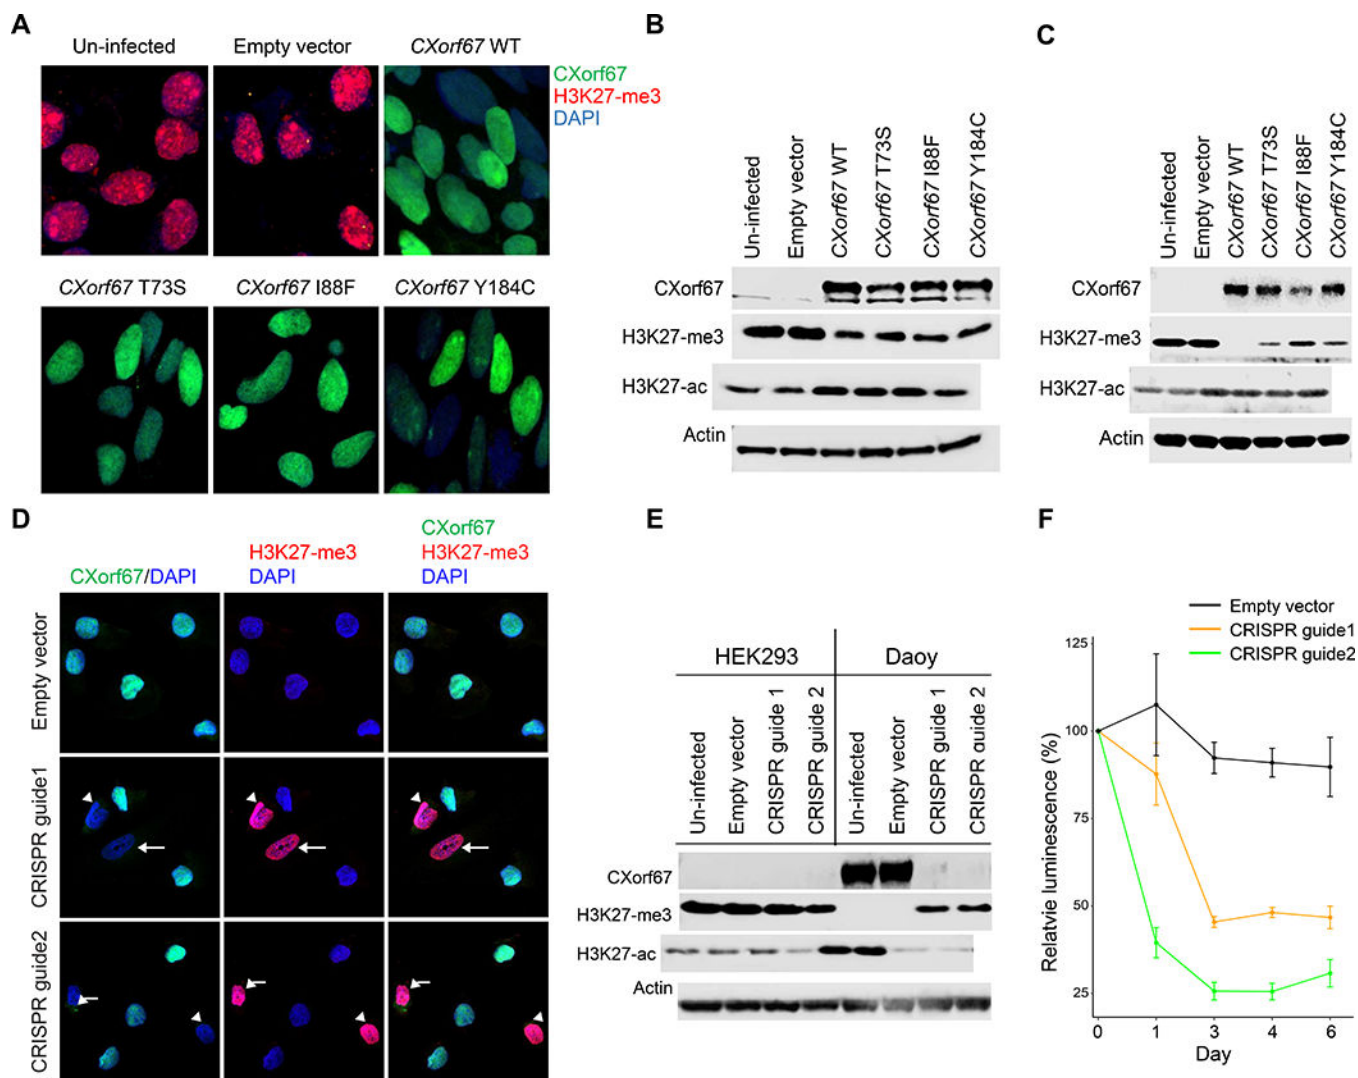 A
Un-infected
Empty vector
CXorf67 WT
CXorf67
H3K27-me3
DAPI
CXorf67 T73S
CXorf67 I88F
CXorf67 Y184C
B
Un-infected
Empty vector
CXorf67 WT
CXorf67 T73S
CXorf67 I88F
CXorf67 Y184C
CXorf67
H3K27-me3
H3K27-ac
Actin
C
Un-infected
Empty vector
CXorf67 WT
CXorf67 T73S
CXorf67 I88F
CXorf67 Y184C
CXorf67
H3K27-me3
H3K27-ac
Actin
D
CXorf67/DAPI
H3K27-me3
DAPI
CXorf67
H3K27-me3
DAPI
Empty vector
CRISPR guide1
CRISPR guide2
E
HEK293
Daoy
Un-infected
Empty vector
CRISPR guide 1
CRISPR guide 2
Un-infected
Empty vector
CRISPR guide 1
CRISPR guide 2
CXorf67
H3K27-me3
H3K27-ac
Actin
F
Empty vector
CRISPR guide1
CRISPR guide2
Relatvie luminescence (%)
125
100
75
50
25
0 1 3 4 6
Day